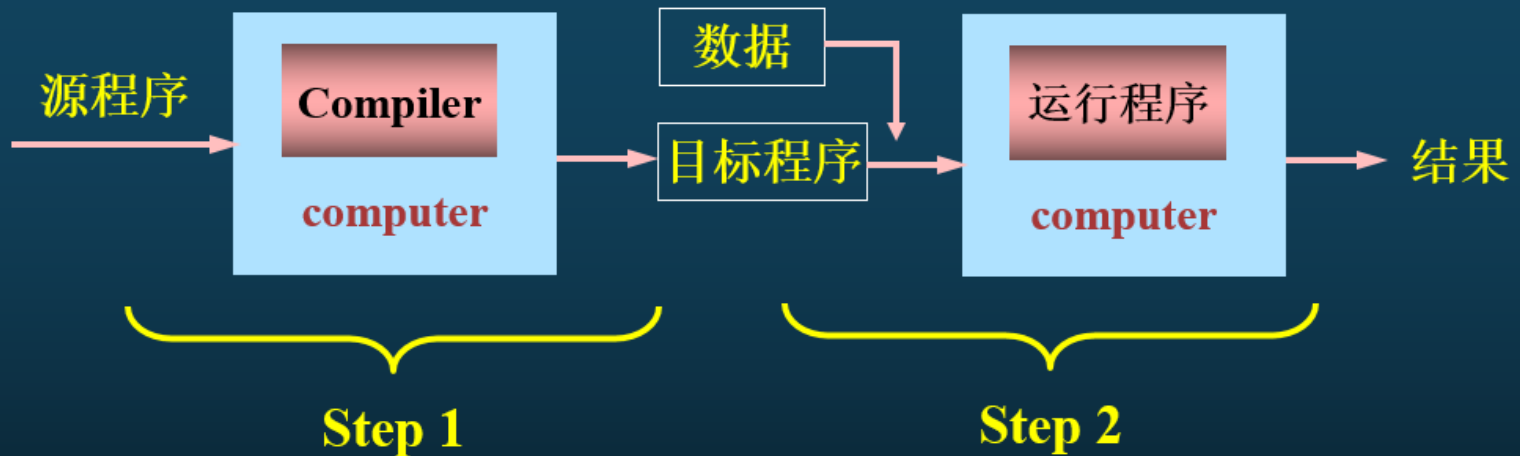 源程序
Compiler
computer
数据
目标程序
运行程序
computer
结果
Step 1
Step 2